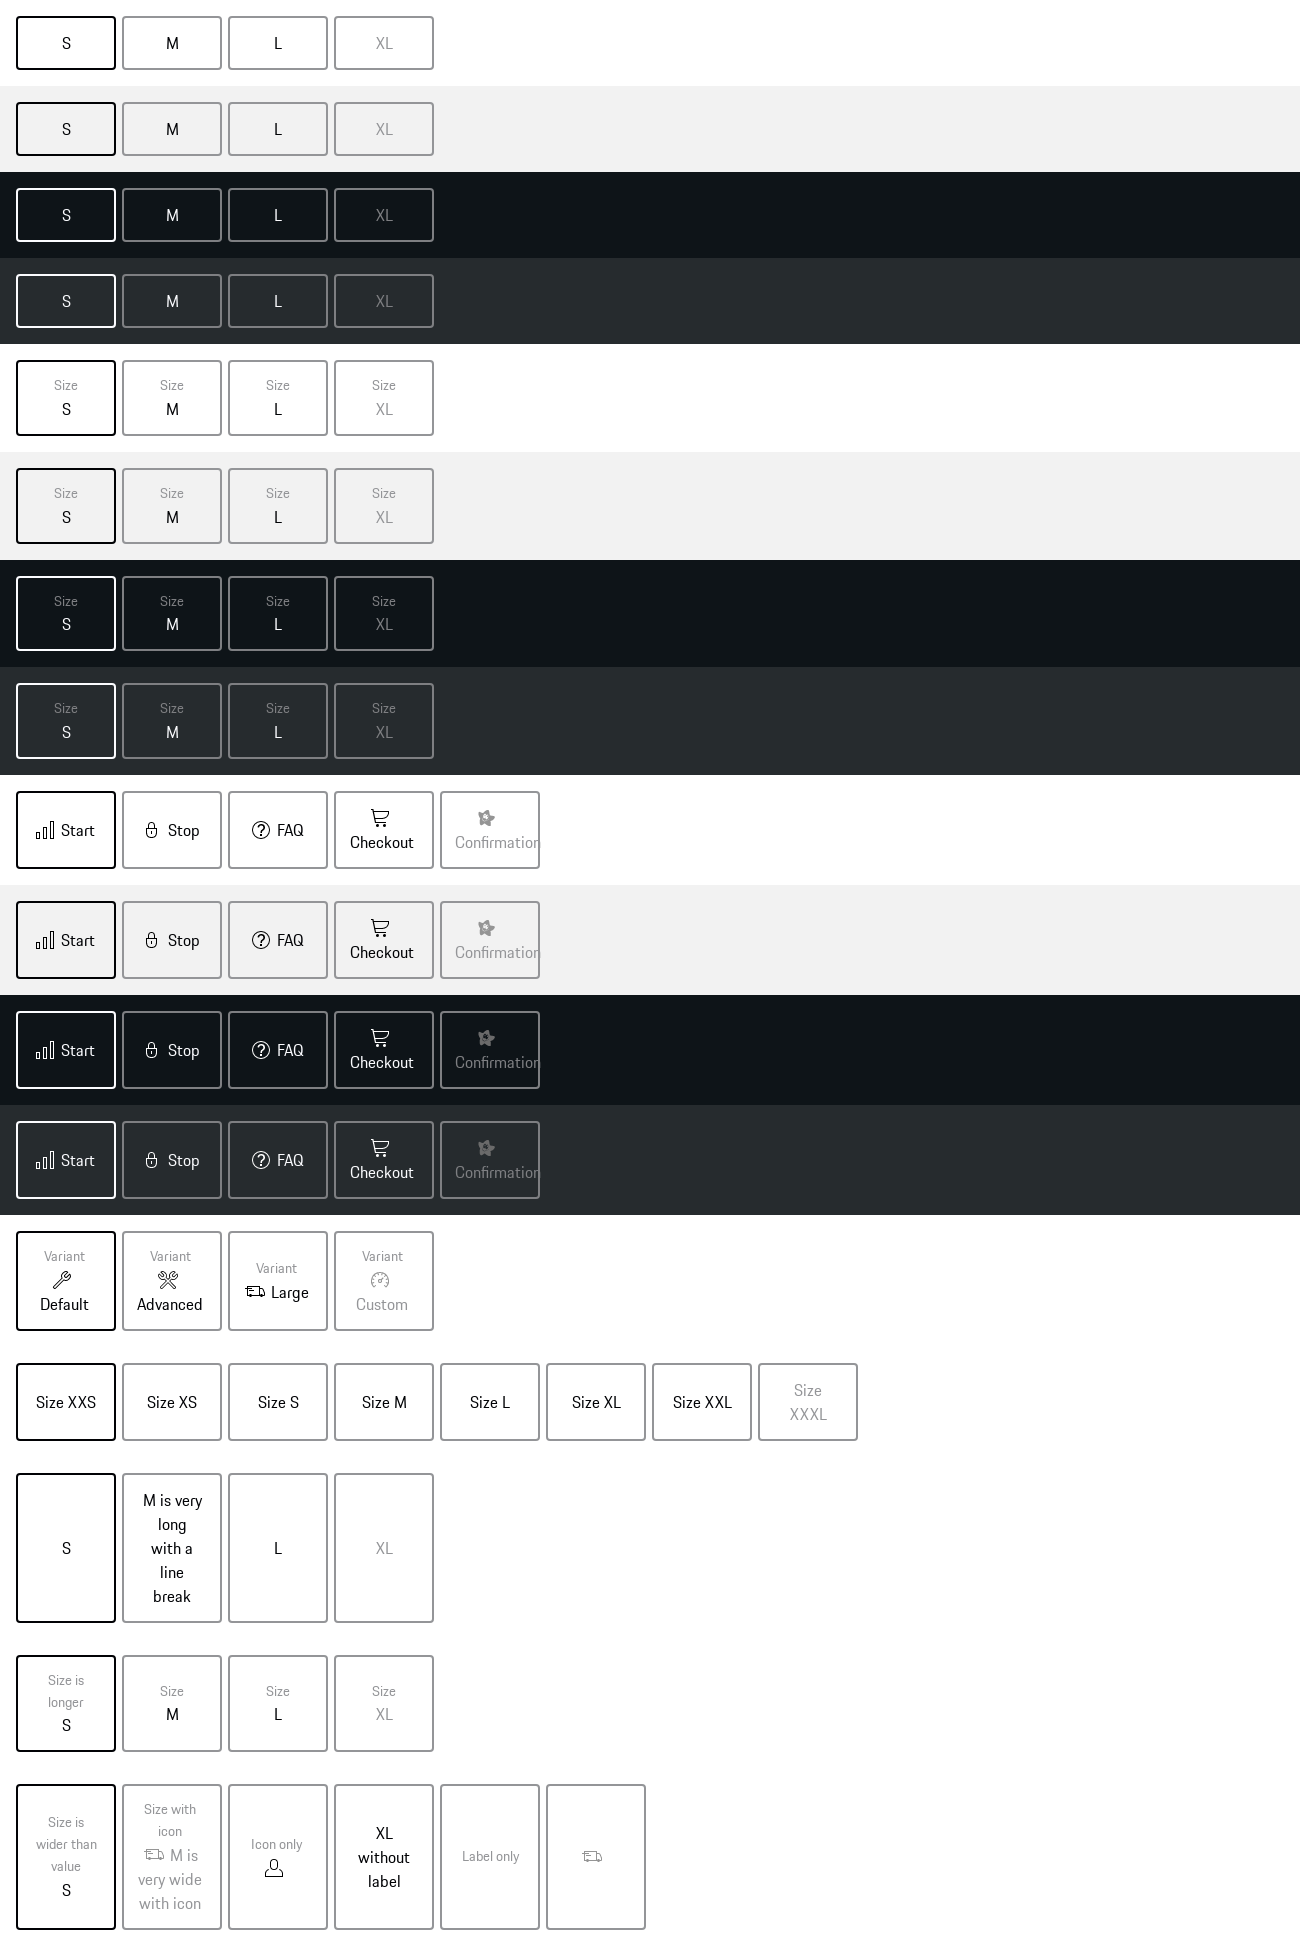 S M L XL
S M L XL
S M L XL
S M L XL
Size Size Size Size
S M L XL
Size Size Size Size
S M L XL
Size Size Size Size
S M L XL
Size Size Size Size
S M L XL
Start Stop FAQ Checkout Confirmation
Start Stop FAQ Checkout Confirmation
Start Stop FAQ Checkout Confirmation
Start Stop FAQ Checkout Confirmation
Variant
Default
Variant
Advanced
Variant
Large
Variant
Custom
Size XXS
Size XS
Size S
Size M
Size L
Size XL
Size XXL
Size
XXXL
S
M is very
long
with a
line
break
L
XL
Size is
longer
S
Size
M
Size
L
Size
XL
Size is
wider than
value
S
Size with
icon
M is
very wide
with icon
Icon only
XL
without
label
Label only